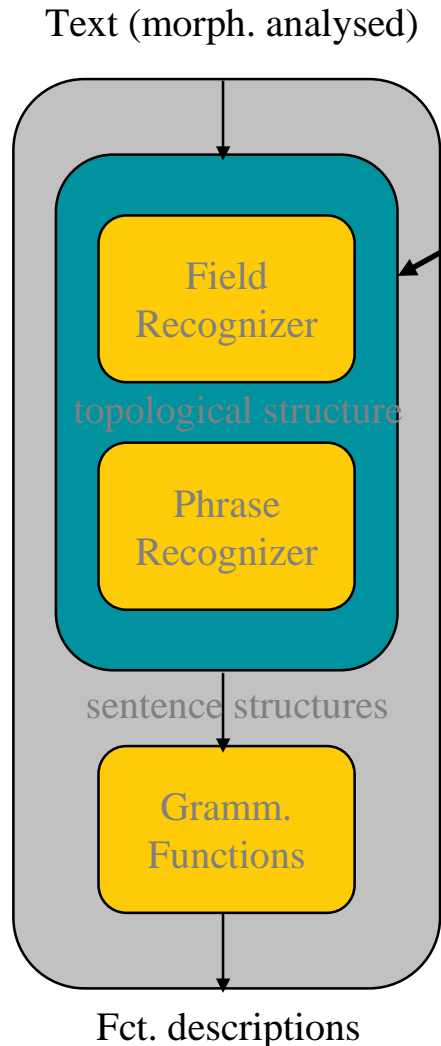 Text (morph. analysed)
Field
Recognizer
topological structure
Phrase
Recognizer
sentence structures
Gramm.
Functions
Fct. descriptions